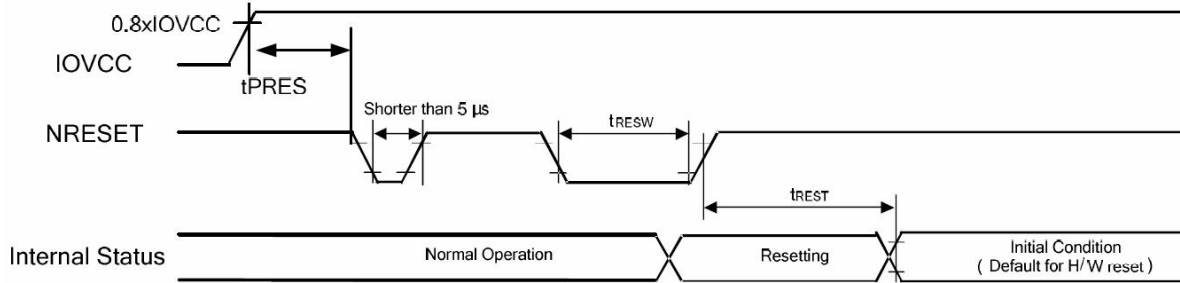 0.8xIOVCC
IOVCC
tPRES
Shorter than 5 μs
NRESET
tRESW
tREST
Internal Status
Normal Operation
Resetting
Initial Condition
( Default for H/W reset )